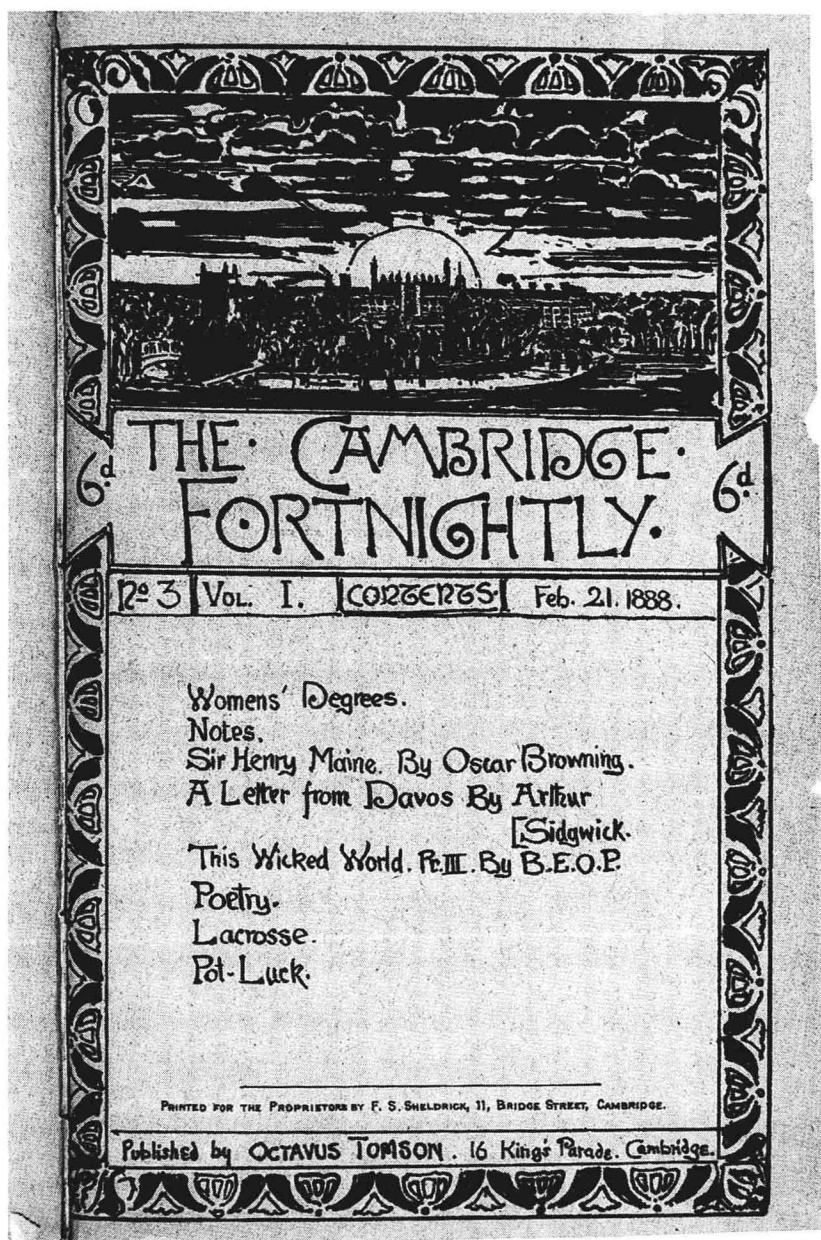 THE · CAMBRIDGE ·
6d FORTNIGHTLY. 6d
No 3 VOL. I. CONTENTS. Feb. 21. 1888.
Womens' Degrees.
Notes.
Sir Henry Maine. By Oscar Browning.
A Letter from Davos By Arthur
[Sidgwick.
This Wicked World. Pt. III. By B.E.O.P.
Poetry.
Lacrosse.
Pot-Luck.
PRINTED FOR THE PROPRIETORS BY F. S. SHELDRICK, 11, BRIDGE STREET, CAMBRIDGE.
Published by OCTAVUS TOMSON. 16 King's Parade. Cambridge.